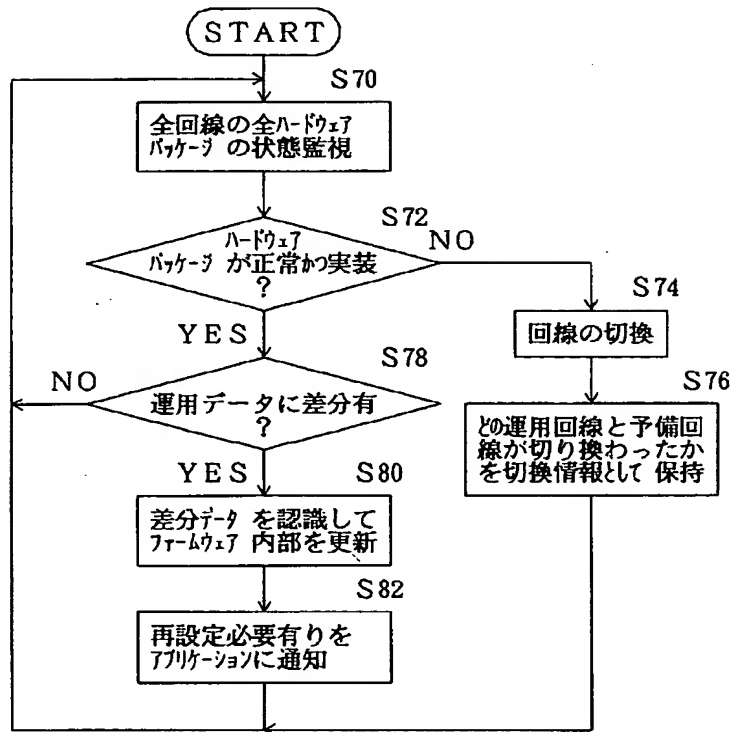 START
S70
全回線の全ﾊｰﾄﾞｳｪｱ
ﾊﾟｯｹｰｼﾞ の状態監視
S72
ﾊｰﾄﾞｳｪｱ
ﾊﾟｯｹｰｼﾞ が正常かつ実装
?
NO
YES
S74
回線の切換
S76
どの運用回線と予備回
線が切り換わったか
を切換情報として 保持
S78
運用データに差分有
?
NO
YES
S80
差分ﾃﾞｰﾀ を認識して
ﾌｧｰﾑｳｪｱ 内部を更新
S82
再設定必要有りを
ｱﾌﾟﾘｹｰｼｮﾝに通知